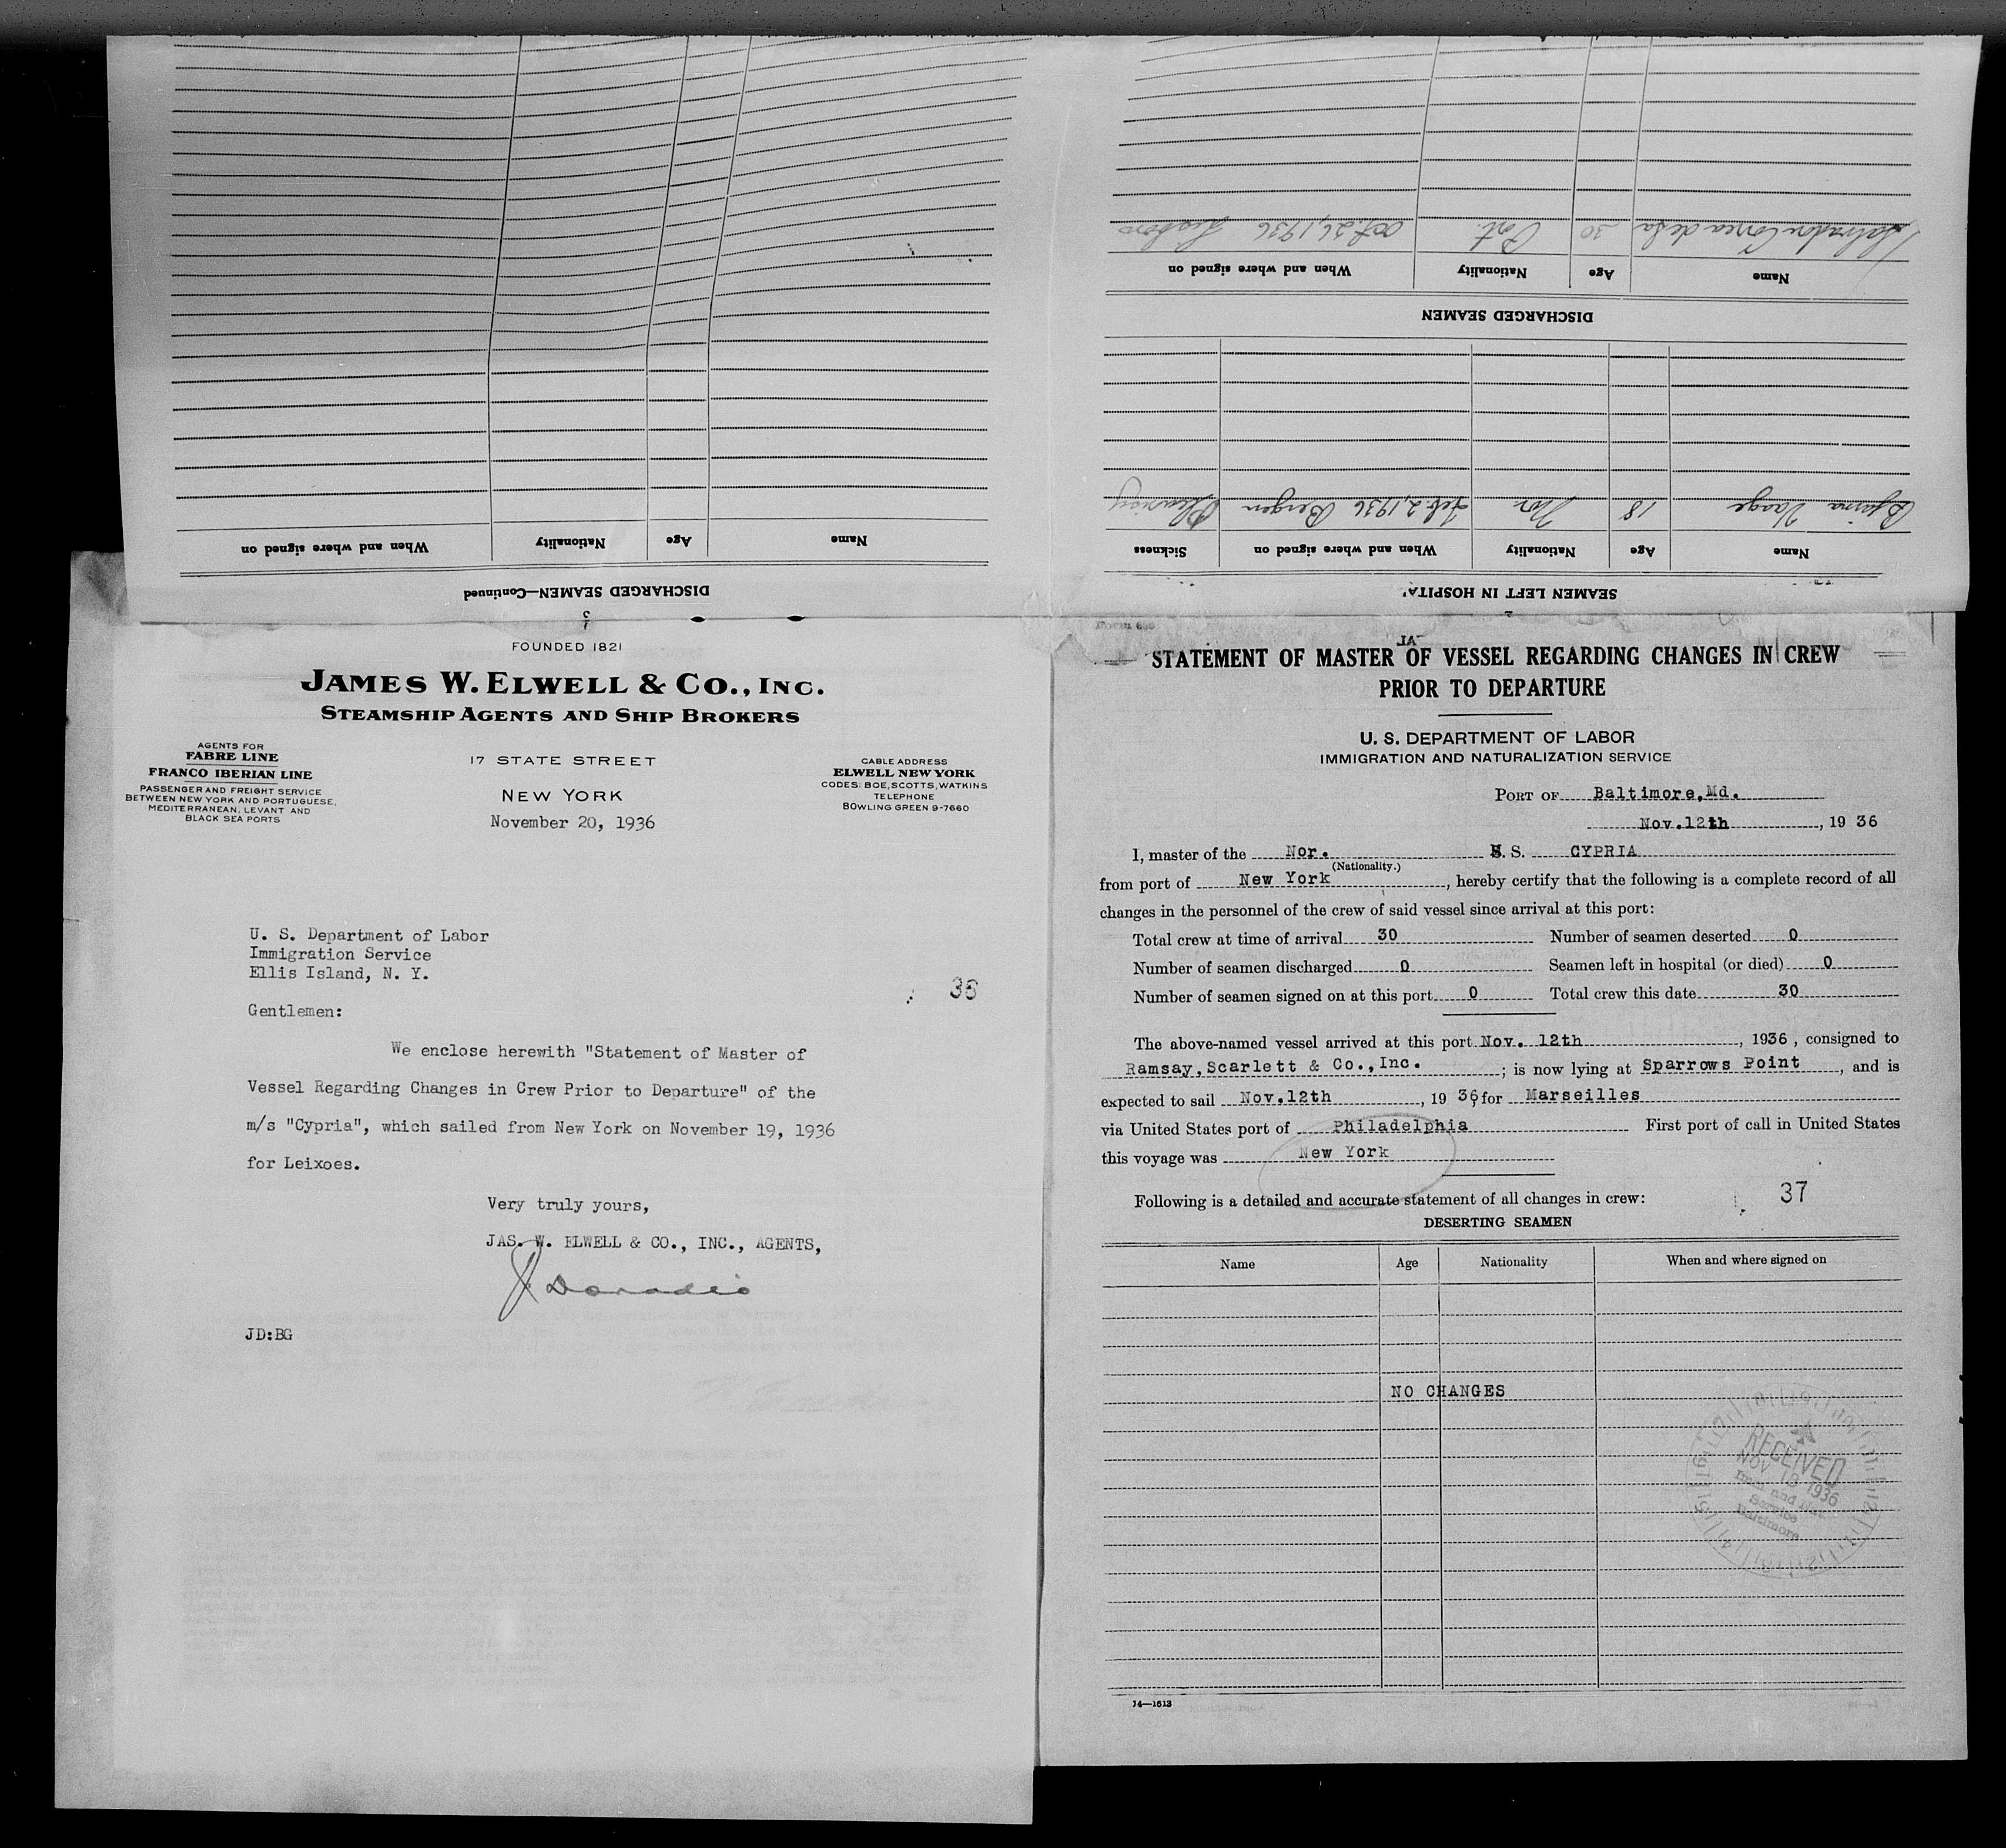 DISCHARGED SEAMEN—Continued
Name Age Nationality When and where signed on
SEAMEN LEFT IN HOSPITAL
Name Age Nationality When and where signed on Sickness
Bjarne Vaage 18 Nor Feb. 2, 1936 Bergen Pleurisy
DISCHARGED SEAMEN
Name Age Nationality When and where signed on
Salvador Correa de Sa 30 Port. Oct. 26, 1936 Lisbon
FOUNDED 1821
JAMES W. ELWELL & CO., INC.
STEAMSHIP AGENTS AND SHIP BROKERS
AGENTS FOR
FABRE LINE
FRANCO IBERIAN LINE
PASSENGER AND FREIGHT SERVICE
BETWEEN NEW YORK AND PORTUGUESE,
MEDITERRANEAN, LEVANT AND
BLACK SEA PORTS
17 STATE STREET
NEW YORK
November 20, 1936
CABLE ADDRESS
ELWELL NEW YORK
CODES: BOE, SCOTTS, WATKINS
TELEPHONE
BOWLING GREEN 9-7660
U. S. Department of Labor
Immigration Service
Ellis Island, N. Y.
36
Gentlemen:
We enclose herewith "Statement of Master of
Vessel Regarding Changes in Crew Prior to Departure" of the
m/s "Cypria", which sailed from New York on November 19, 1936
for Leixoes.
Very truly yours,
JAS. W. ELWELL & CO., INC., AGENTS,
J Doradio
JD:BG
STATEMENT OF MASTER OF VESSEL REGARDING CHANGES IN CREW
PRIOR TO DEPARTURE
U. S. DEPARTMENT OF LABOR
IMMIGRATION AND NATURALIZATION SERVICE
PORT OF Baltimore, Md.
Nov. 12th, 19 36
I, master of the Nor. S. CYPRIA
(Nationality.)
from port of New York, hereby certify that the following is a complete record of all
changes in the personnel of the crew of said vessel since arrival at this port:
Total crew at time of arrival 30 Number of seamen deserted 0
Number of seamen discharged 0 Seamen left in hospital (or died) 0
Number of seamen signed on at this port 0 Total crew this date 30
The above-named vessel arrived at this port Nov. 12th, 1936, consigned to
Ramsay, Scarlett & Co., Inc.; is now lying at Sparrows Point, and is
expected to sail Nov. 12th, 19 36, for Marseilles
via United States port of Philadelphia First port of call in United States
this voyage was New York
Following is a detailed and accurate statement of all changes in crew: 37
DESERTING SEAMEN
Name Age Nationality When and where signed on
NO CHANGES
RECEIVED
NOV 1936
Service
Baltimore
14—1613